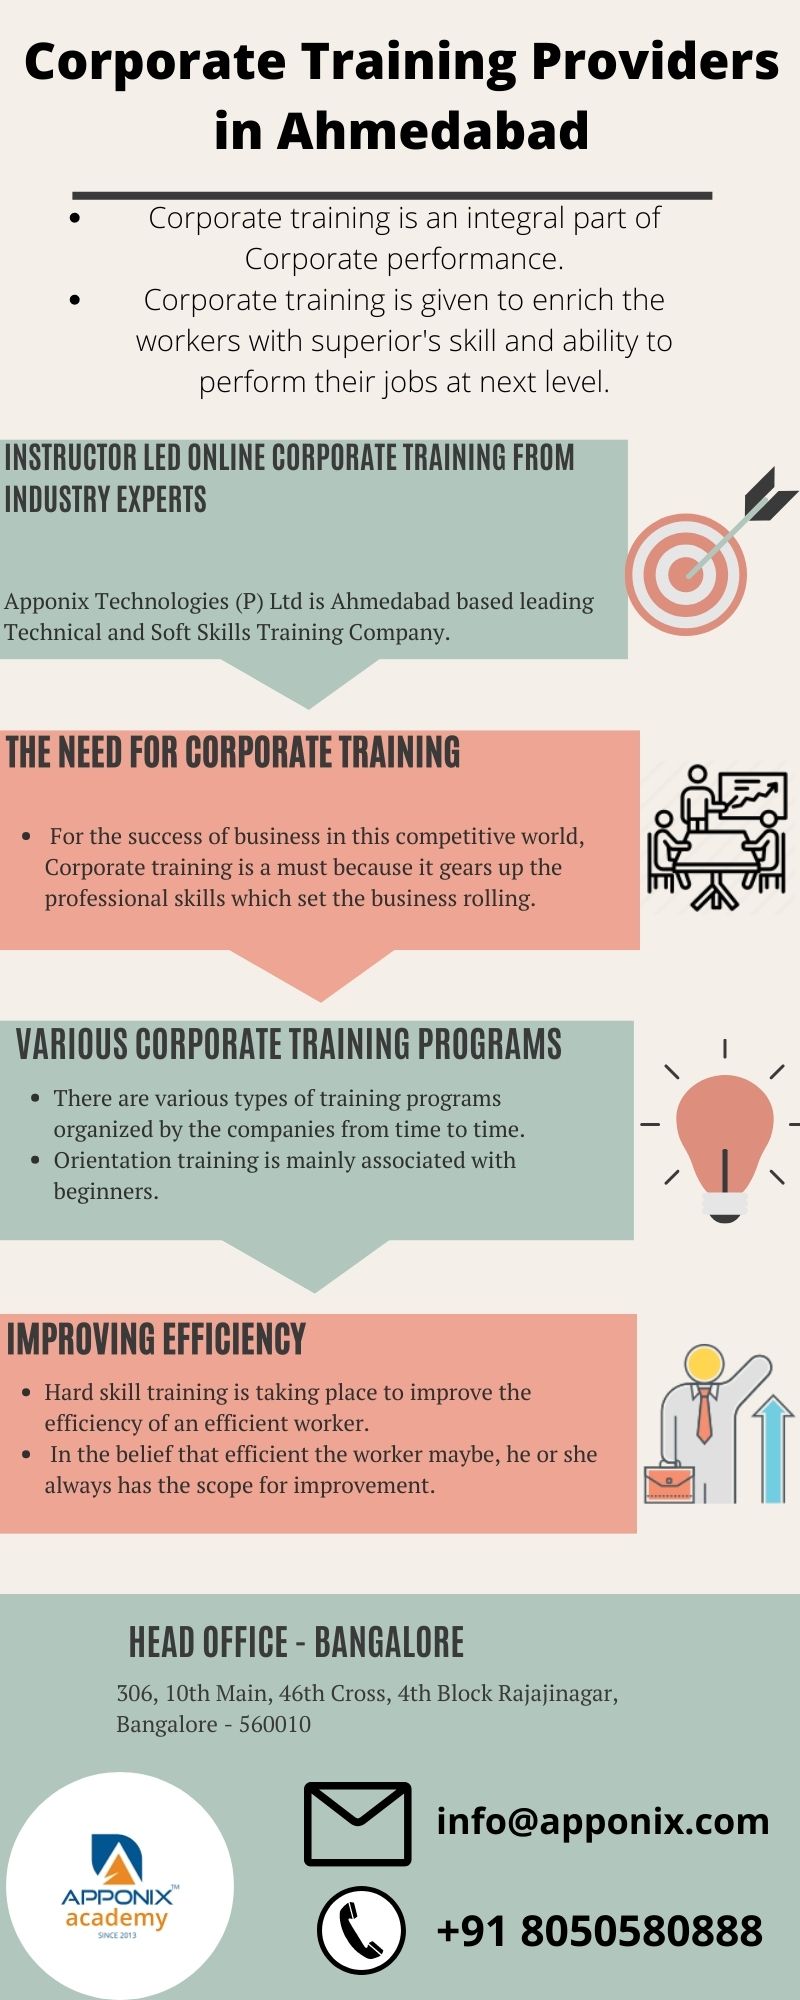 Corporate Training Providers
in Ahmedabad
• Corporate training is an integral part of
Corporate performance.
• Corporate training is given to enrich the
workers with superior's skill and ability to
perform their jobs at next level.
INSTRUCTOR LED ONLINE CORPORATE TRAINING FROM
INDUSTRY EXPERTS
Apponix Technologies (P) Ltd is Ahmedabad based leading
Technical and Soft Skills Training Company.
THE NEED FOR CORPORATE TRAINING
• For the success of business in this competitive world,
Corporate training is a must because it gears up the
professional skills which set the business rolling.
VARIOUS CORPORATE TRAINING PROGRAMS
• There are various types of training programs
organized by the companies from time to time.
• Orientation training is mainly associated with
beginners.
IMPROVING EFFICIENCY
• Hard skill training is taking place to improve the
efficiency of an efficient worker.
• In the belief that efficient the worker maybe, he or she
always has the scope for improvement.
HEAD OFFICE - BANGALORE
306, 10th Main, 46th Cross, 4th Block Rajajinagar,
Bangalore - 560010
info@apponix.com
APPONIX™
academy
SINCE 2013
+91 8050580888